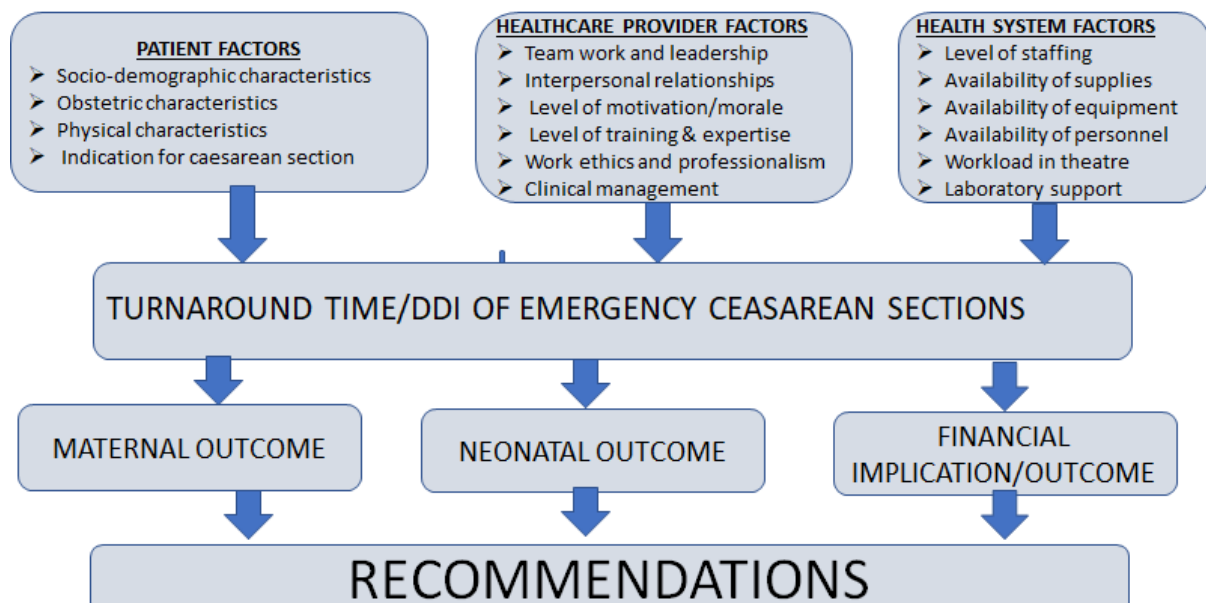 PATIENT FACTORS
➢ Socio-demographic characteristics
➢ Obstetric characteristics
➢ Physical characteristics
➢ Indication for caesarean section
HEALTHCARE PROVIDER FACTORS
➢ Team work and leadership
➢ Interpersonal relationships
➢ Level of motivation/morale
➢ Level of training & expertise
➢ Work ethics and professionalism
➢ Clinical management
HEALTH SYSTEM FACTORS
➢ Level of staffing
➢ Availability of supplies
➢ Availability of equipment
➢ Availability of personnel
➢ Workload in theatre
➢ Laboratory support
TURNAROUND TIME/DDI OF EMERGENCY CEASAREAN SECTIONS
MATERNAL OUTCOME
NEONATAL OUTCOME
FINANCIAL
IMPLICATION/OUTCOME
RECOMMENDATIONS